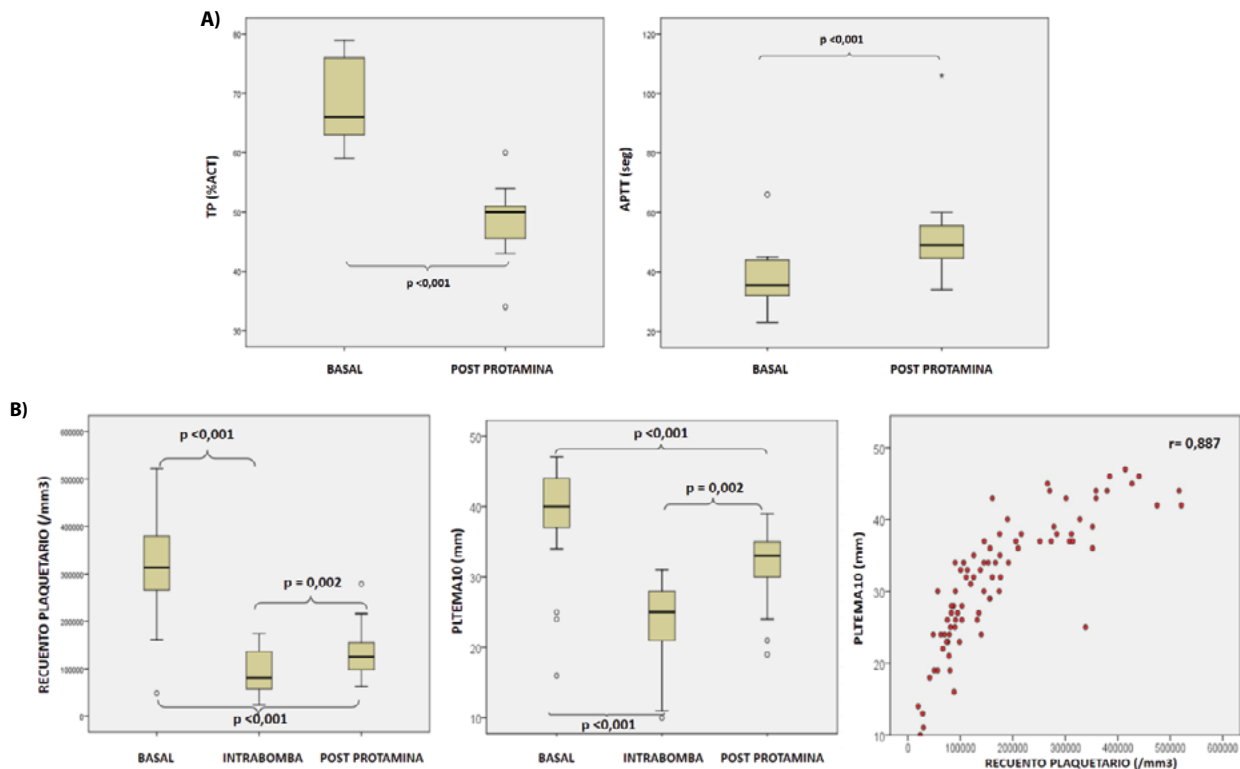 A)
TP (%ACT)
80
70
60
50
40
30
p <0,001
BASAL
POST PROTAMINA
APTT (seg)
120
100
80
60
40
20
p <0,001
BASAL
POST PROTAMINA
B)
RECUENTO PLAQUETARIO (/mm3)
600000
500000
400000
300000
200000
100000
0
p <0,001
p = 0,002
p <0,001
BASAL
INTRABOMBA
POST PROTAMINA
PLTEMA10 (mm)
50
40
30
20
10
p <0,001
p = 0,002
p <0,001
BASAL
INTRABOMBA
POST PROTAMINA
r= 0,887
PLTEMA10 (mm)
50
40
30
20
10
0
100000
200000
300000
400000
500000
600000
RECUENTO PLAQUETARIO (/mm3)